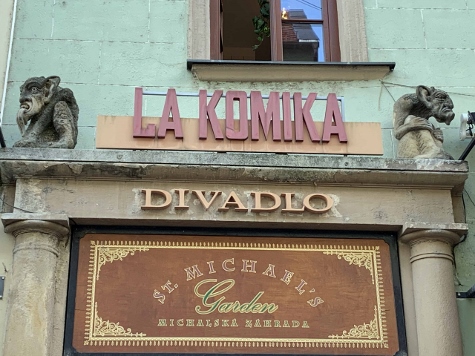 LA KOMIKA
DIVADLO
ST. MICHAEL'S
Garden
MICHALSKÁ ZÁHRADA